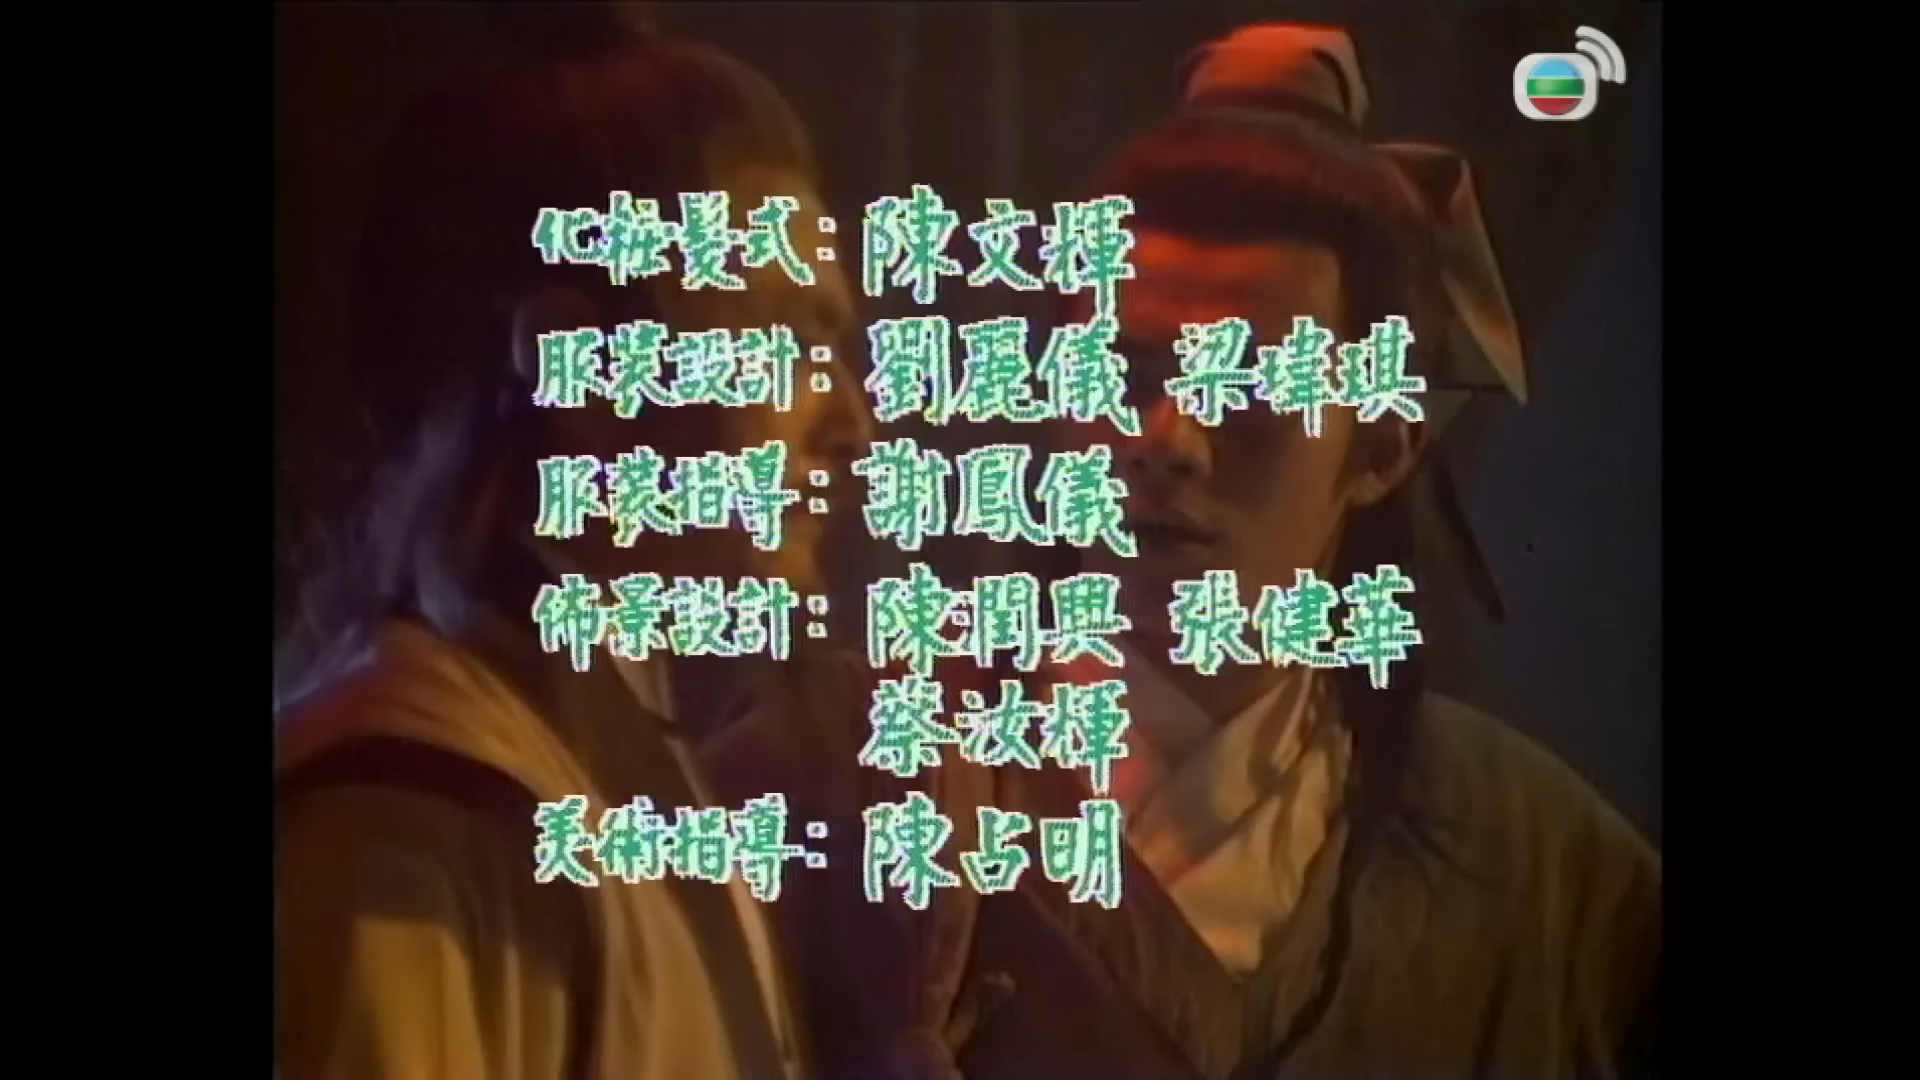 化粧髮式：陳文輝
服裝設計：劉麗儀 梁瑋琪
服裝指導：謝鳳儀
佈景設計：陳潤興 張健華
蔡汝輝
美術指導：陳占明